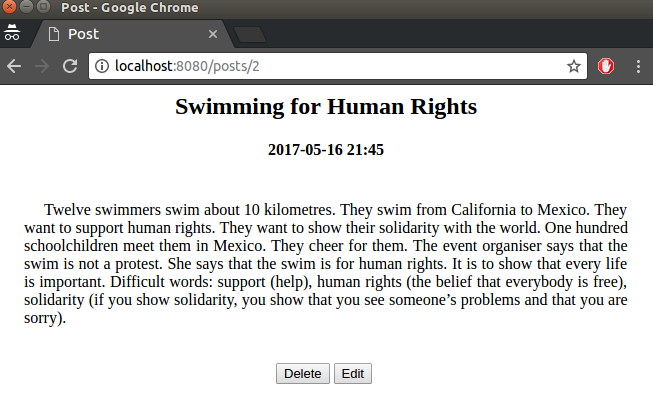 Post - Google Chrome
Post
localhost:8080/posts/2
Swimming for Human Rights
2017-05-16 21:45
Twelve swimmers swim about 10 kilometres. They swim from California to Mexico. They
want to support human rights. They want to show their solidarity with the world. One hundred
schoolchildren meet them in Mexico. They cheer for them. The event organiser says that the
swim is not a protest. She says that the swim is for human rights. It is to show that every life
is important. Difficult words: support (help), human rights (the belief that everybody is free),
solidarity (if you show solidarity, you show that you see someone’s problems and that you are
sorry).
Delete Edit